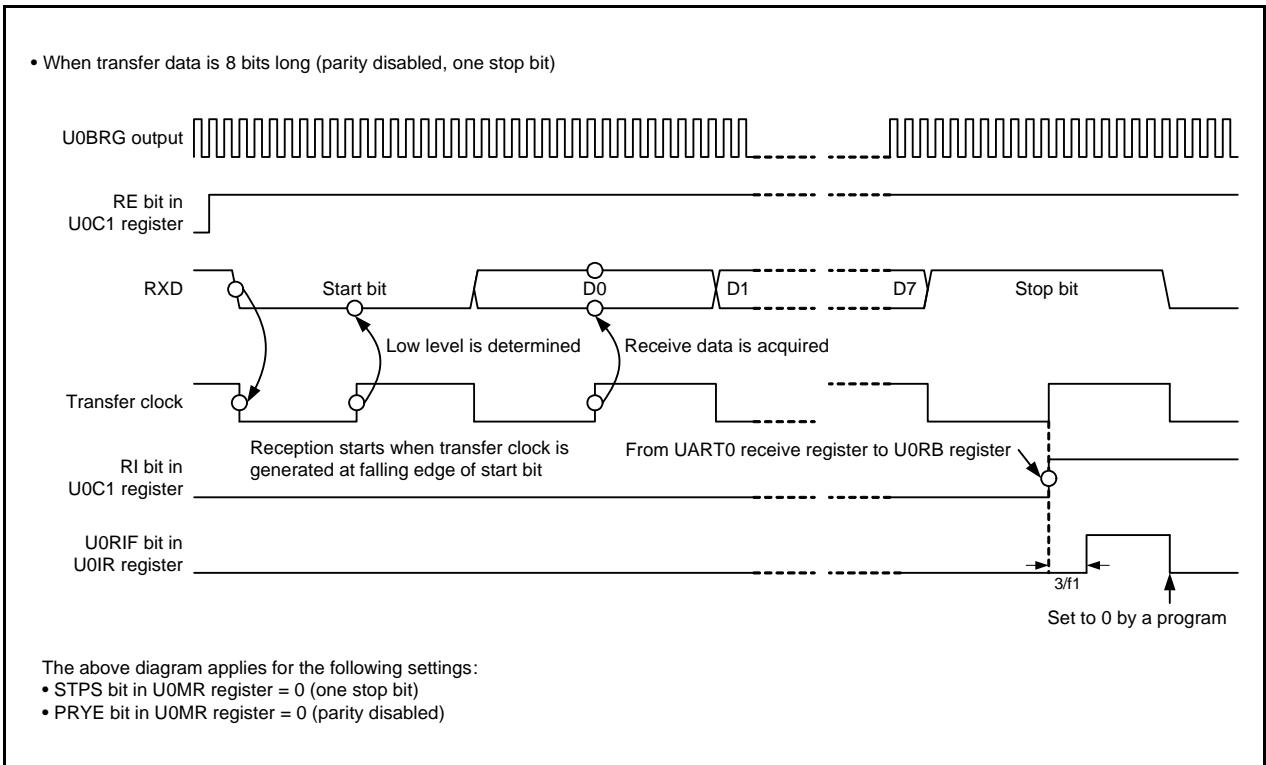 • When transfer data is 8 bits long (parity disabled, one stop bit)
U0BRG output
RE bit in
U0C1 register
RXD
Start bit
D0
D1
D7
Stop bit
Low level is determined
Receive data is acquired
Transfer clock
Reception starts when transfer clock is
generated at falling edge of start bit
From UART0 receive register to U0RB register
RI bit in
U0C1 register
U0RIF bit in
U0IR register
3/f1
Set to 0 by a program
The above diagram applies for the following settings:
• STPS bit in U0MR register = 0 (one stop bit)
• PRYE bit in U0MR register = 0 (parity disabled)